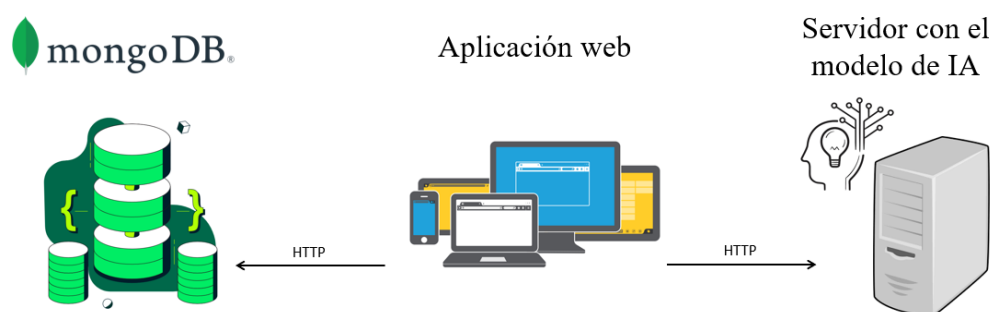 mongoDB®
Aplicación web
Servidor con el
modelo de IA
HTTP
HTTP